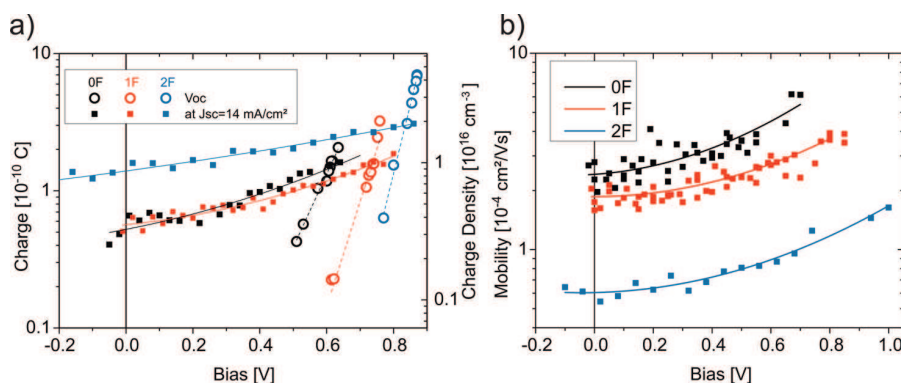 a)
b)
10
1
0.1
Charge [10⁻¹⁰ C]
0F 1F 2F
Voc
at Jsc=14 mA/cm²
1
0.1
Charge Density [10¹⁶ cm⁻³]
-0.2 0.0 0.2 0.4 0.6 0.8
Bias [V]
10
1
Mobility [10⁻⁴ cm²/Vs]
0F
1F
2F
0.0 0.2 0.4 0.6 0.8 1.0
Bias [V]